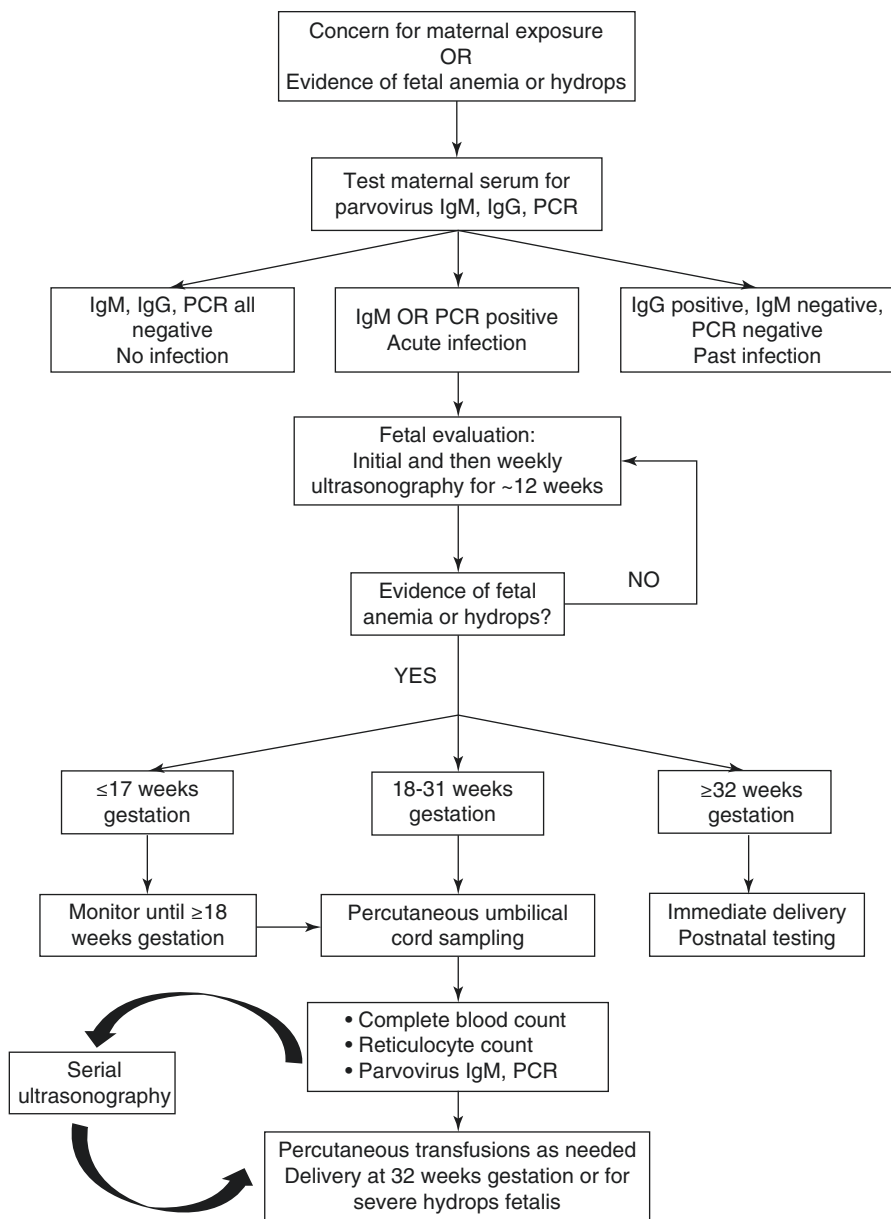 Concern for maternal exposure
OR
Evidence of fetal anemia or hydrops
Test maternal serum for
parvovirus IgM, IgG, PCR
IgM, IgG, PCR all
negative
No infection
IgM OR PCR positive
Acute infection
IgG positive, IgM negative,
PCR negative
Past infection
Fetal evaluation:
Initial and then weekly
ultrasonography for ~12 weeks
Evidence of fetal
anemia or hydrops?
NO
YES
≤17 weeks
gestation
18-31 weeks
gestation
≥32 weeks
gestation
Monitor until ≥18
weeks gestation
Percutaneous umbilical
cord sampling
Immediate delivery
Postnatal testing
• Complete blood count
• Reticulocyte count
• Parvovirus IgM, PCR
Serial
ultrasonography
Percutaneous transfusions as needed
Delivery at 32 weeks gestation or for
severe hydrops fetalis